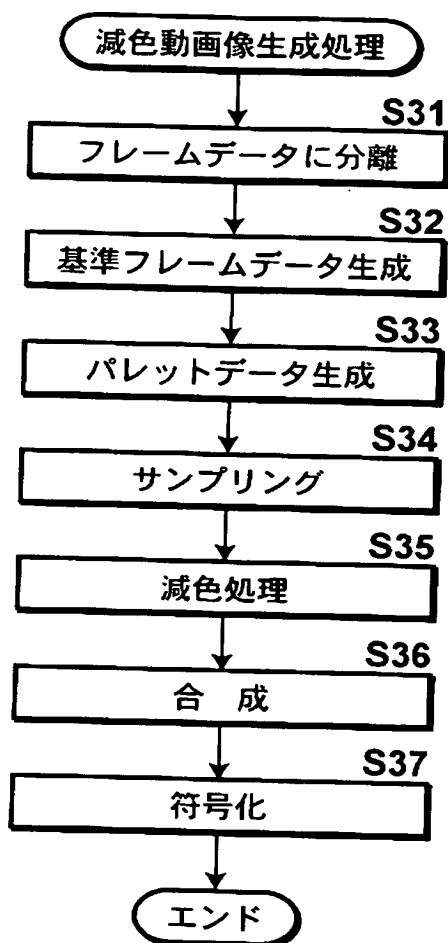 減色動画像生成処理
S31
フレームデータに分離
S32
基準フレームデータ生成
S33
パレットデータ生成
S34
サンプリング
S35
減色処理
S36
合 成
S37
符号化
エンド